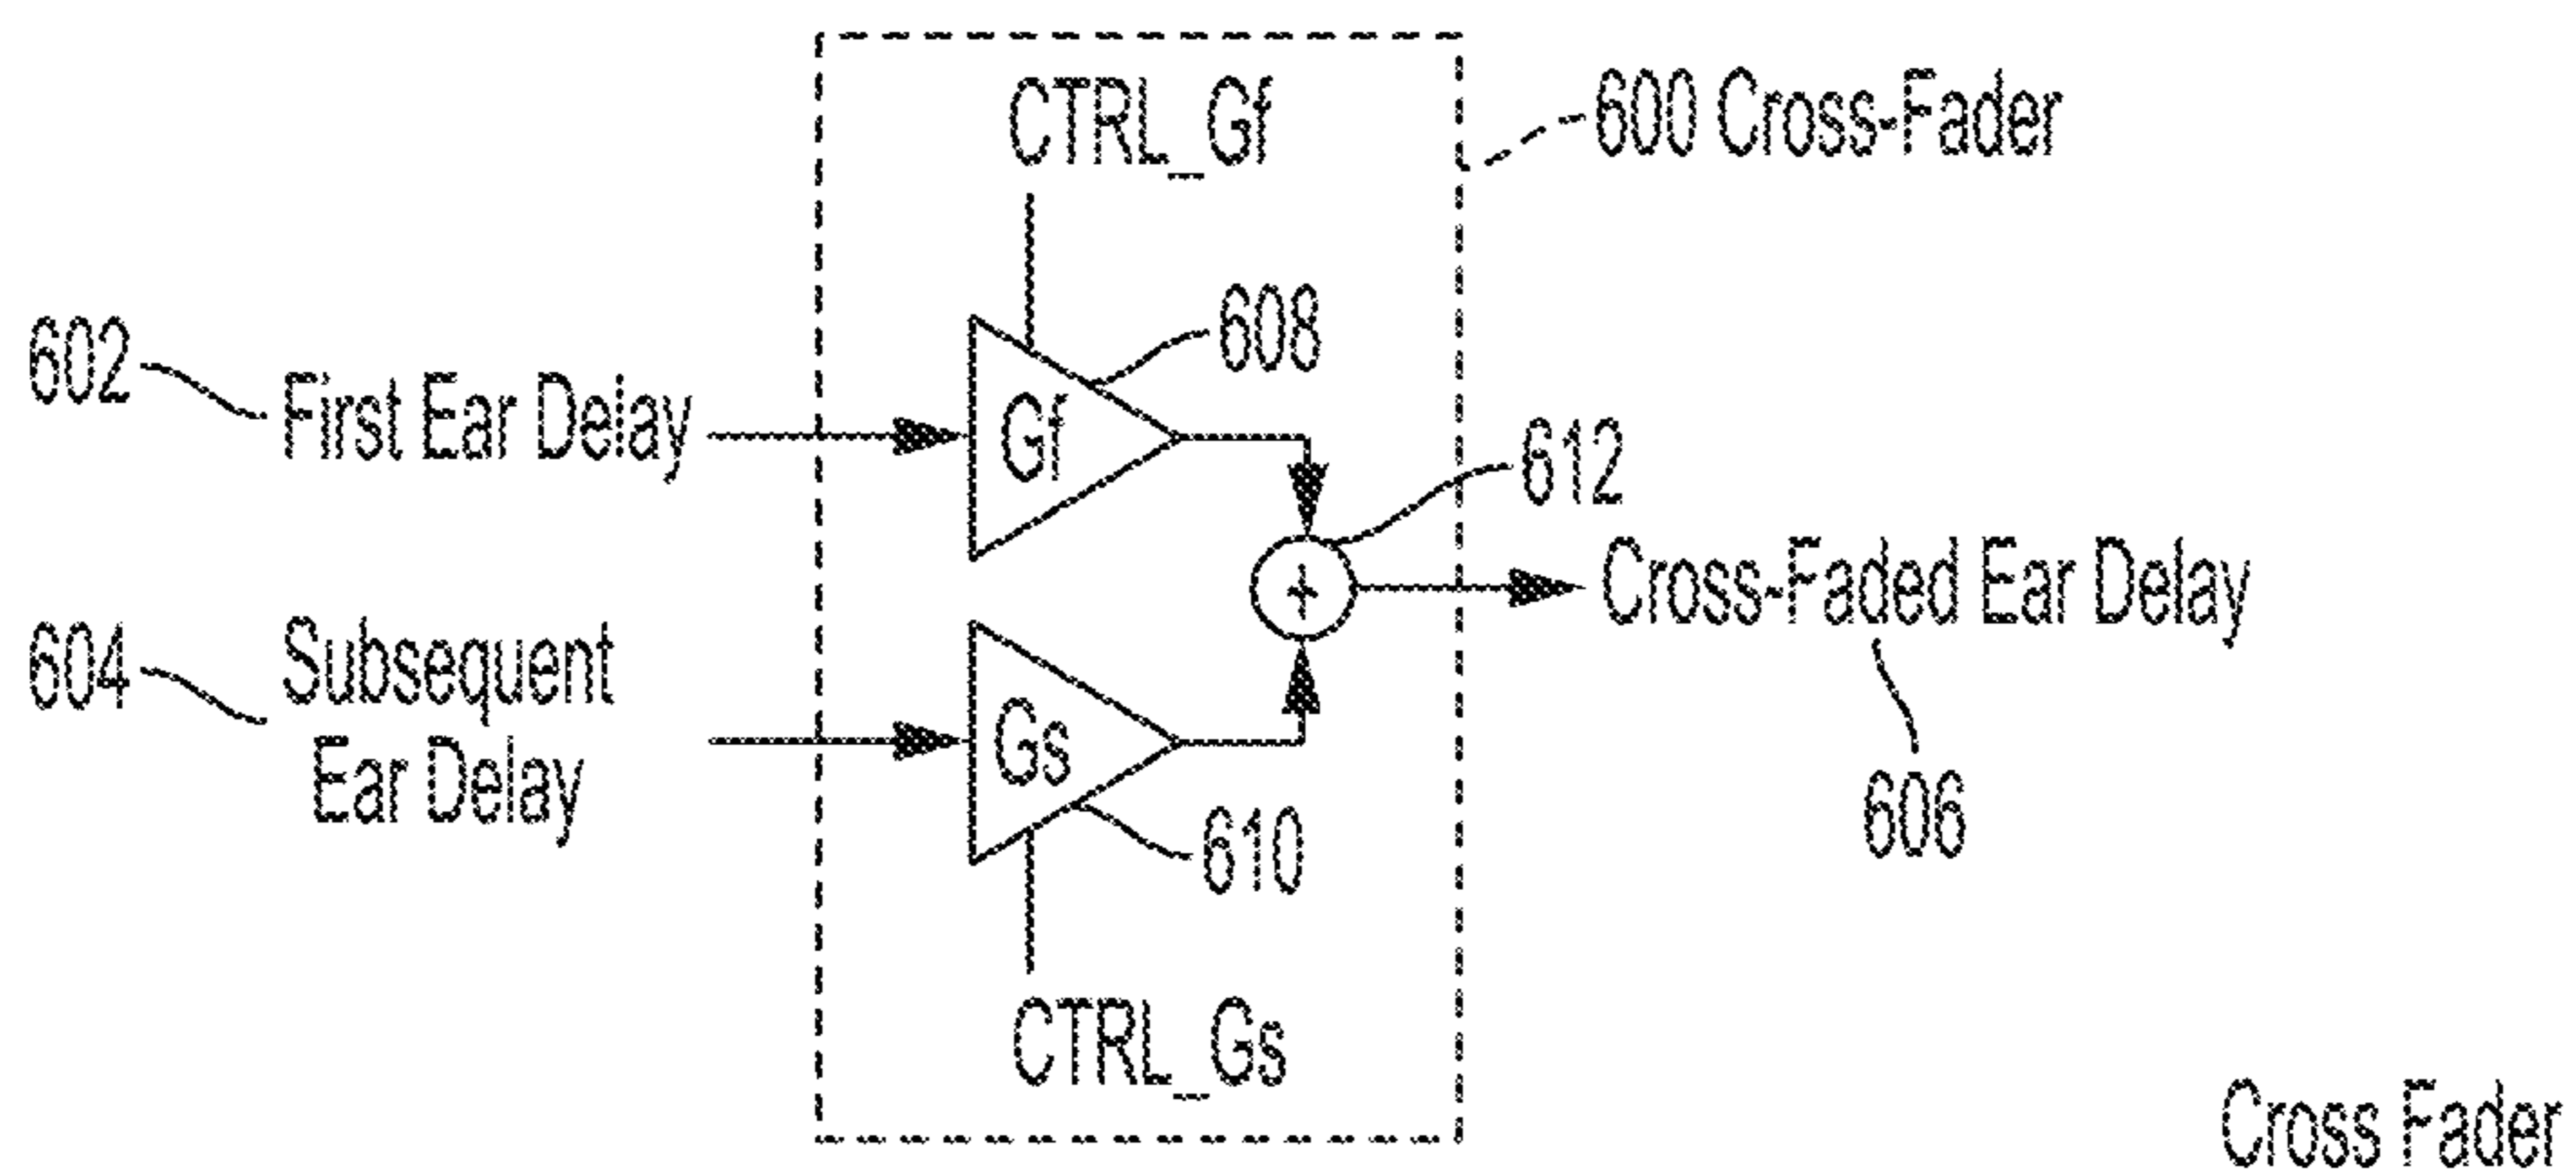 CTRL_Gf
600 Cross-Fader
608
602
First Ear Delay
Gf
612
Cross-Faded Ear Delay
604
Subsequent
Ear Delay
Gs
610
606
CTRL_Gs
Cross Fader
+